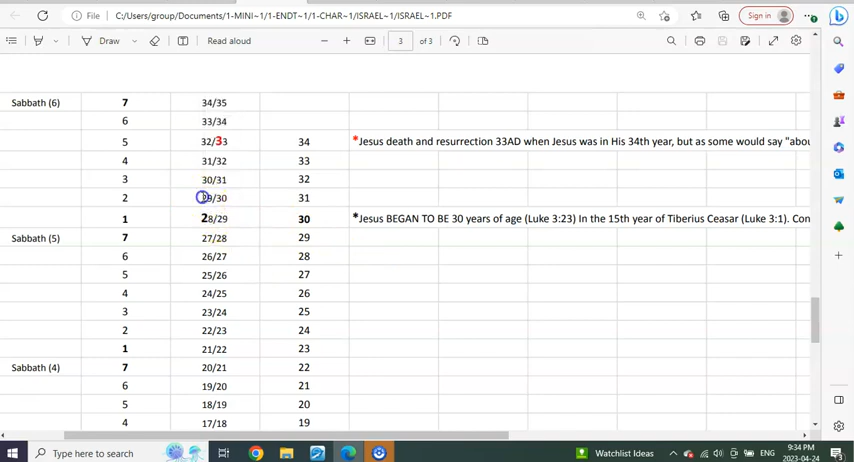 File C:/Users/group/Documents/1-MINI~1/1-ENDT~1/1-CHAR~1/ISRAEL~1/ISRAEL~1.PDF Sign in
Draw Read aloud 3 of 3
Sabbath (6) 7 34/35
6 33/34
5 32/33 34 *Jesus death and resurrection 33AD when Jesus was in His 34th year, but as some would say "abou
4 31/32 33
3 30/31 32
2 29/30 31
1 28/29 30 *Jesus BEGAN TO BE 30 years of age (Luke 3:23) In the 15th year of Tiberius Ceasar (Luke 3:1). Con
Sabbath (5) 7 27/28 29
6 26/27 28
5 25/26 27
4 24/25 26
3 23/24 25
2 22/23 24
1 21/22 23
Sabbath (4) 7 20/21 22
6 19/20 21
5 18/19 20
4 17/18 19
Type here to search Watchlist Ideas 9:34 PM
2023-04-24